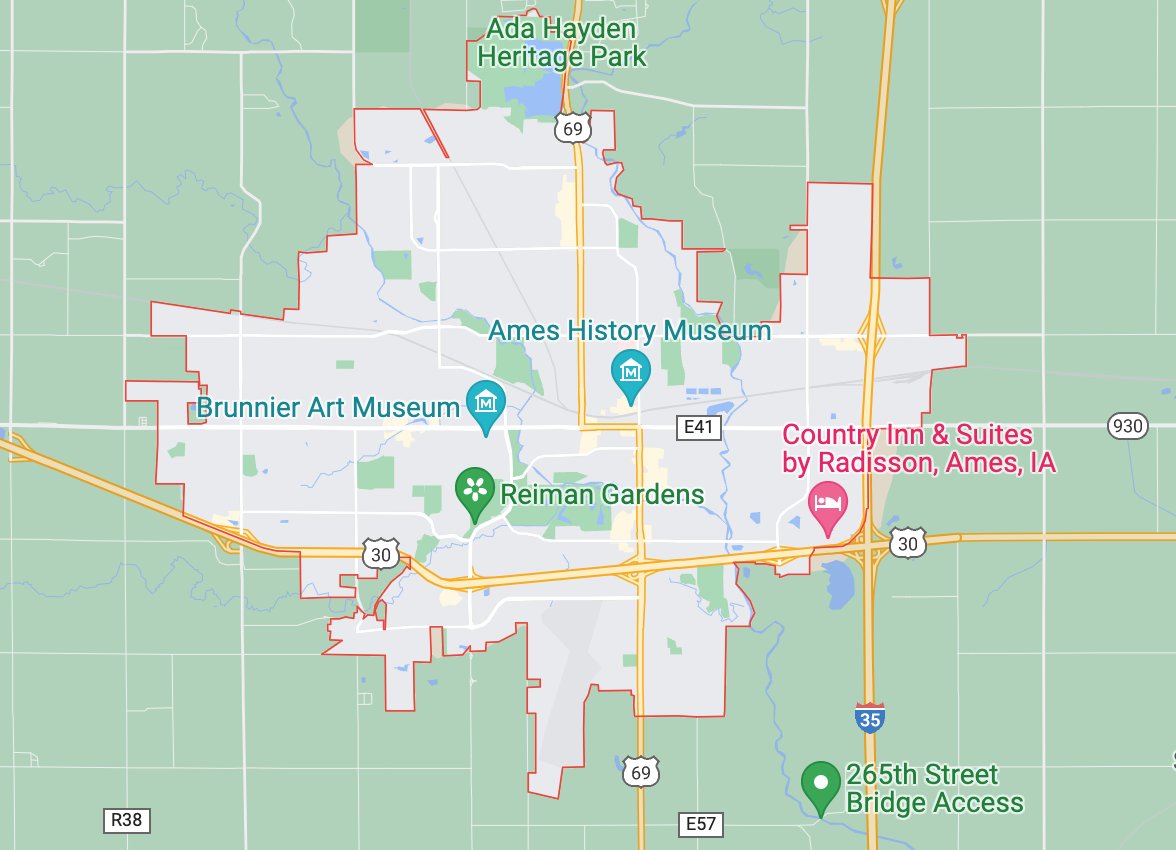 Ada Hayden
Heritage Park
69
Ames History Museum
Brunnier Art Museum
E41
930
Country Inn & Suites
by Radisson, Ames, IA
Reiman Gardens
30
30
35
69
265th Street
Bridge Access
R38
E57